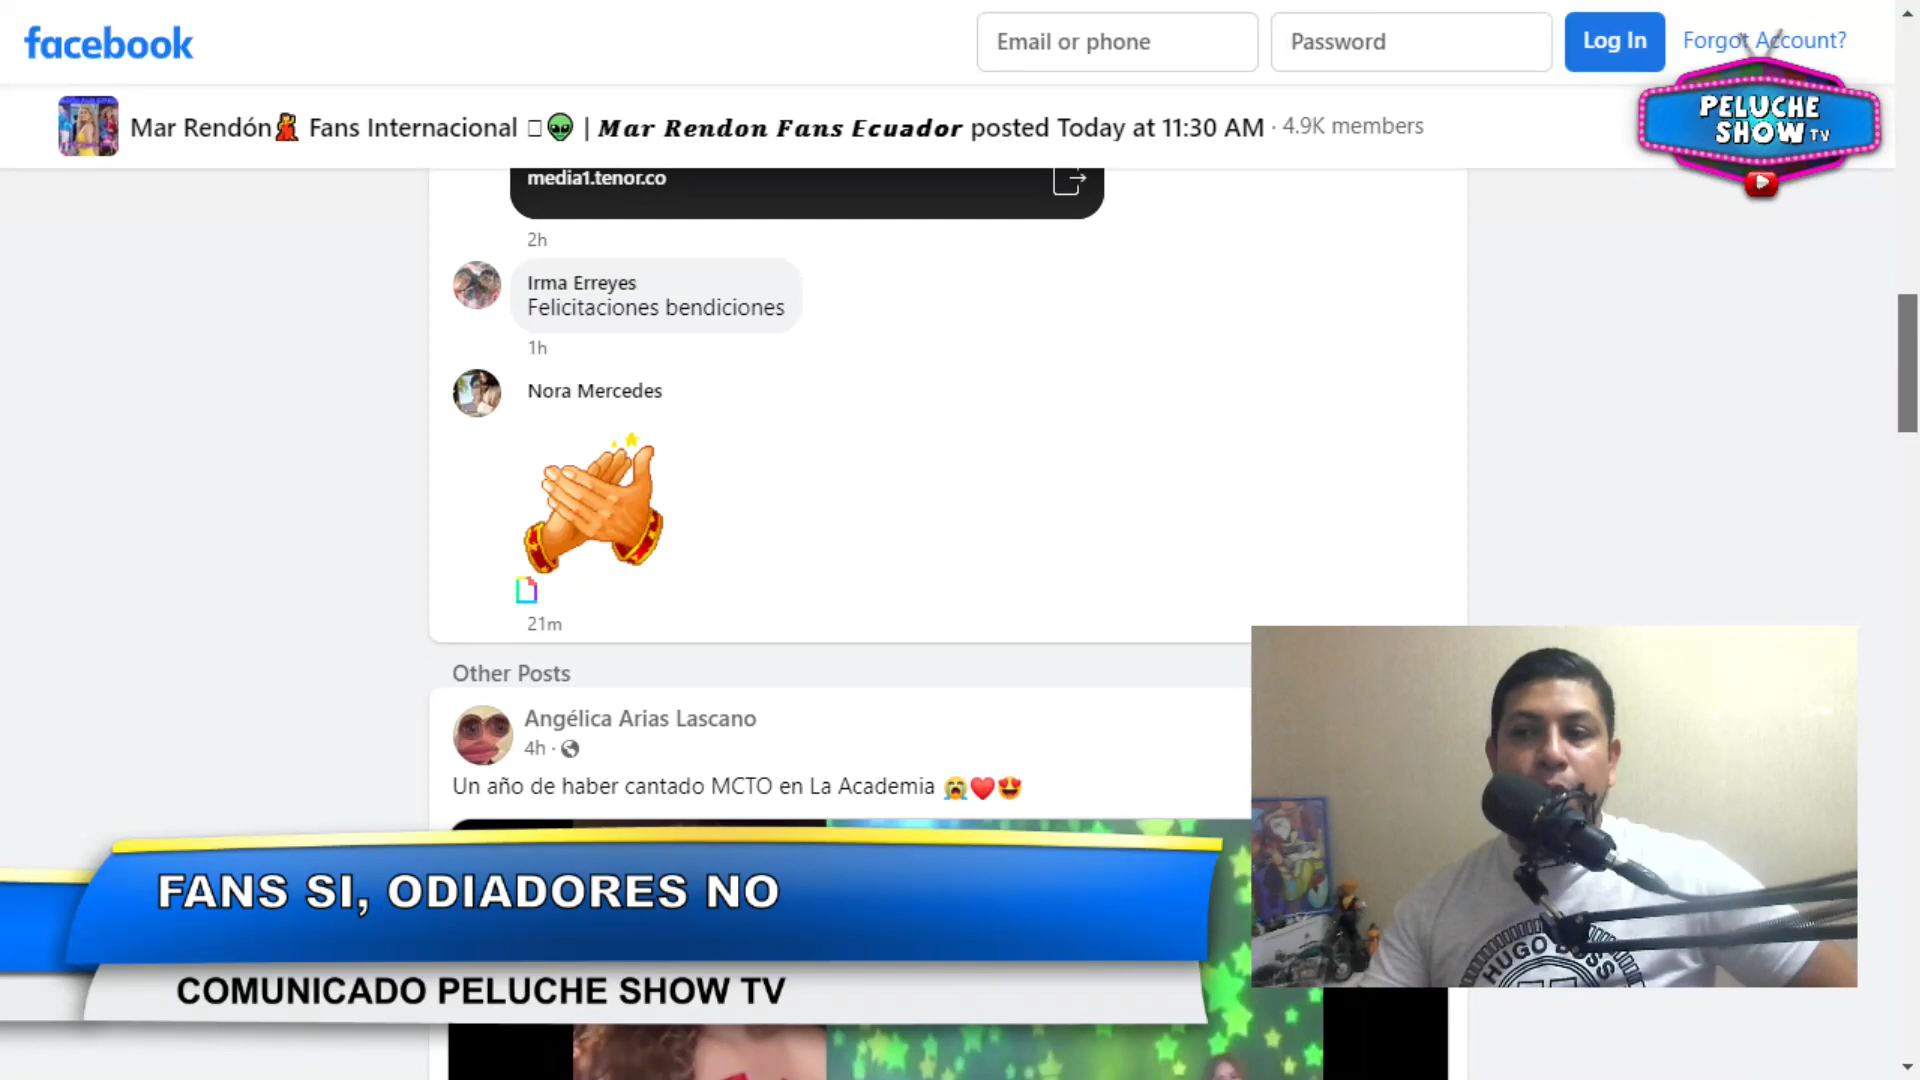 facebook
Email or phone
Password
Log In
Forgot Account?
Mar Rendón💃 Fans Internacional 👽 | 𝑴𝒂𝒓 𝑹𝒆𝒏𝒅𝒐𝒏 𝑭𝒂𝒏𝒔 𝑬𝒄𝒖𝒂𝒅𝒐𝒓 posted Today at 11:30 AM · 4.9K members
PELUCHE
SHOW TV
media1.tenor.co
2h
Irma Erreyes
Felicitaciones bendiciones
1h
Nora Mercedes
21m
Other Posts
Angélica Arias Lascano
4h ·
Un año de haber cantado MCTO en La Academia 😭❤️😍
FANS SI, ODIADORES NO
COMUNICADO PELUCHE SHOW TV
HUGO BOSS